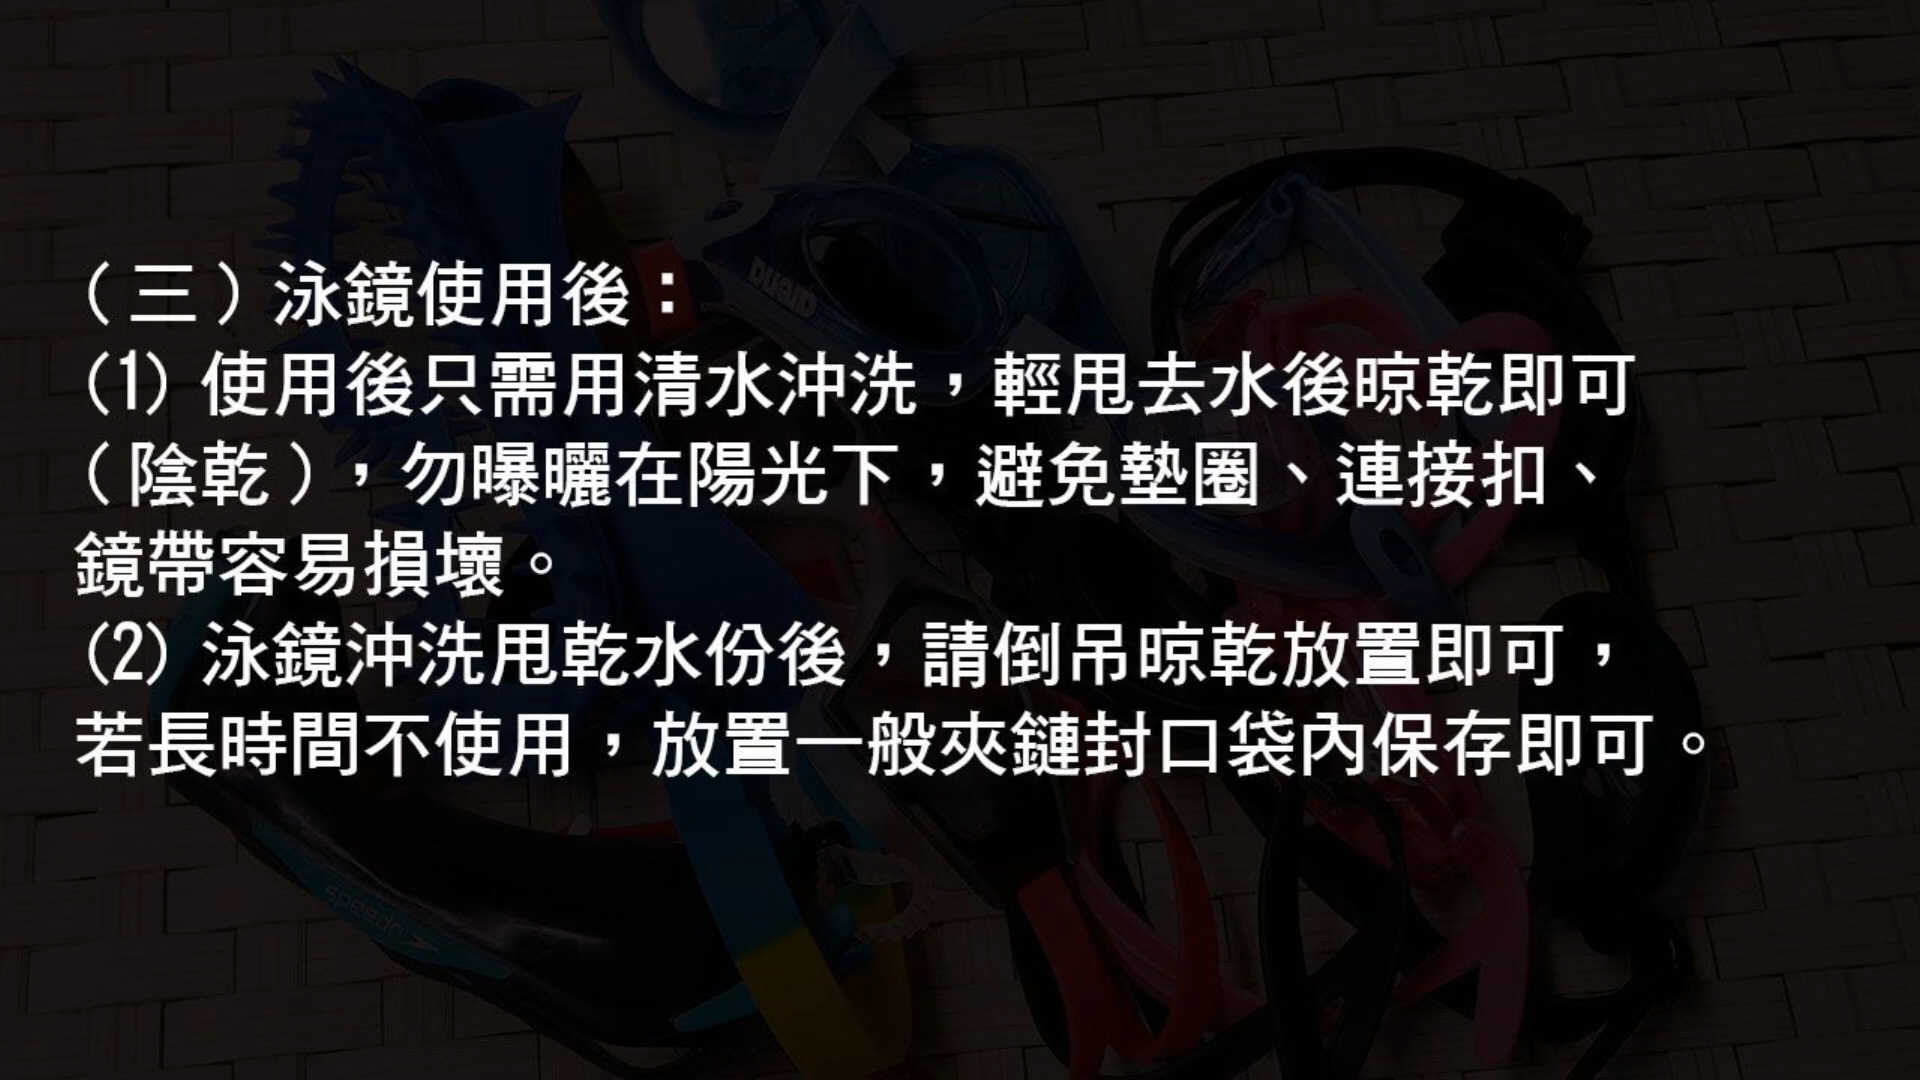 （三）泳鏡使用後：
(1) 使用後只需用清水沖洗，輕甩去水後晾乾即可
（陰乾），勿曝曬在陽光下，避免墊圈、連接扣、
鏡帶容易損壞。
(2) 泳鏡沖洗甩乾水份後，請倒吊晾乾放置即可，
若長時間不使用，放置一般夾鏈封口袋內保存即可。
arena
speedo